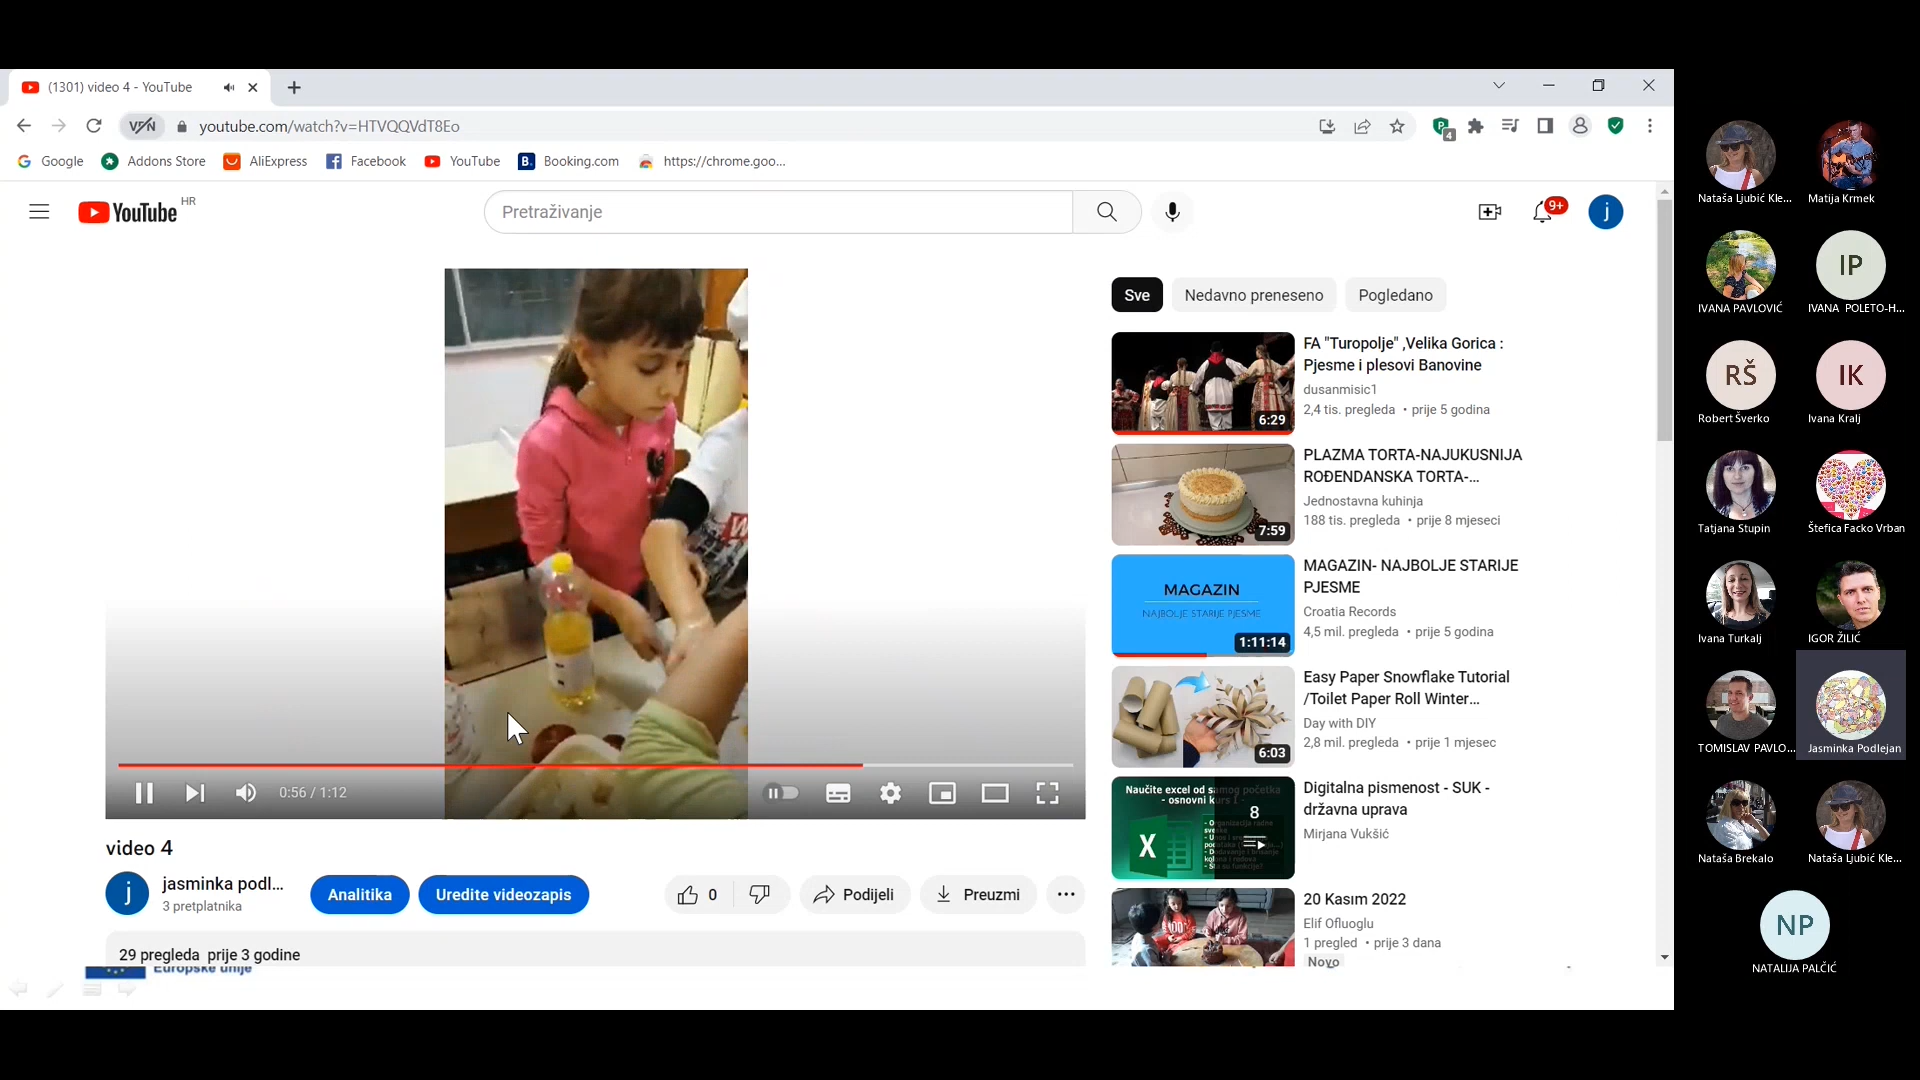 (1301) video 4 - YouTube
VPN
youtube.com/watch?v=HTVQQVdT8Eo
4
Google
Addons Store
AliExpress
Facebook
YouTube
B.
Booking.com
https://chrome.goo...
YouTube HR
Pretraživanje
9+
j
Sve
Nedavno preneseno
Pogledano
FA "Turopolje" ,Velika Gorica :
Pjesme i plesovi Banovine
dusanmisic1
2,4 tis. pregleda • prije 5 godina
6:29
PLAZMA TORTA-NAJUKUSNIJA
ROĐENDANSKA TORTA-...
Jednostavna kuhinja
188 tis. pregleda • prije 8 mjeseci
7:59
MAGAZIN
NAJBOLJE STARIJE PJESME
1:11:14
MAGAZIN- NAJBOLJE STARIJE
PJESME
Croatia Records
4,5 mil. pregleda • prije 5 godina
Easy Paper Snowflake Tutorial
/Toilet Paper Roll Winter...
Day with DIY
2,8 mil. pregleda • prije 1 mjesec
6:03
Naučite excel od samog početka
- osnovni kurs I -
8
X
Digitalna pismenost - SUK -
državna uprava
Mirjana Vukšić
20 Kasım 2022
Elif Ofluoglu
1 pregled • prije 3 dana
Novo
0:56 / 1:12
video 4
j
jasminka podl...
3 pretplatnika
Analitika
Uredite videozapis
0
Podijeli
Preuzmi
29 pregleda prije 3 godine
Europske unije
Nataša Ljubić Kle...
Matija Krmek
IVANA PAVLOVIĆ
IP
IVANA POLETO-H...
RŠ
Robert Šverko
IK
Ivana Kralj
Tatjana Stupin
Štefica Facko Vrban
Ivana Turkalj
IGOR ŽILIĆ
TOMISLAV PAVLO...
Jasminka Podlejan
Nataša Brekalo
Nataša Ljubić Kle...
NP
NATALIJA PALČIĆ